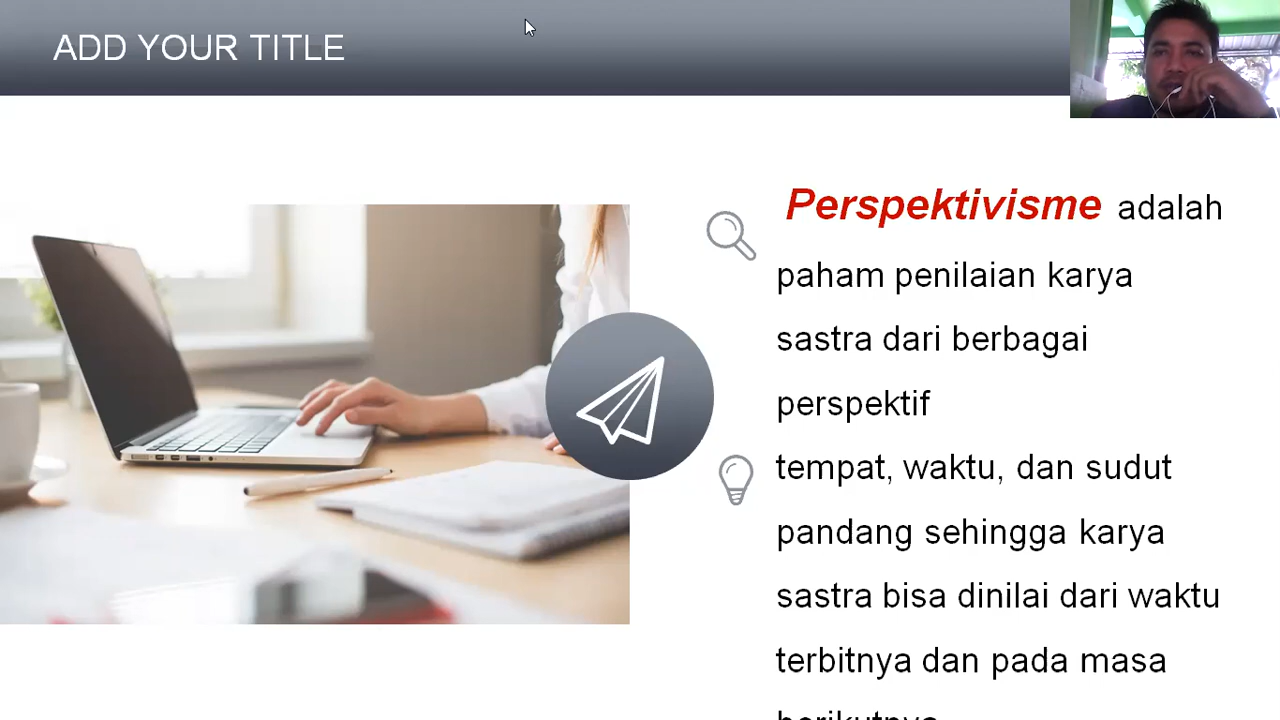 ADD YOUR TITLE
Perspektivisme adalah
paham penilaian karya
sastra dari berbagai
perspektif
tempat, waktu, dan sudut
pandang sehingga karya
sastra bisa dinilai dari waktu
terbitnya dan pada masa
berikutnya